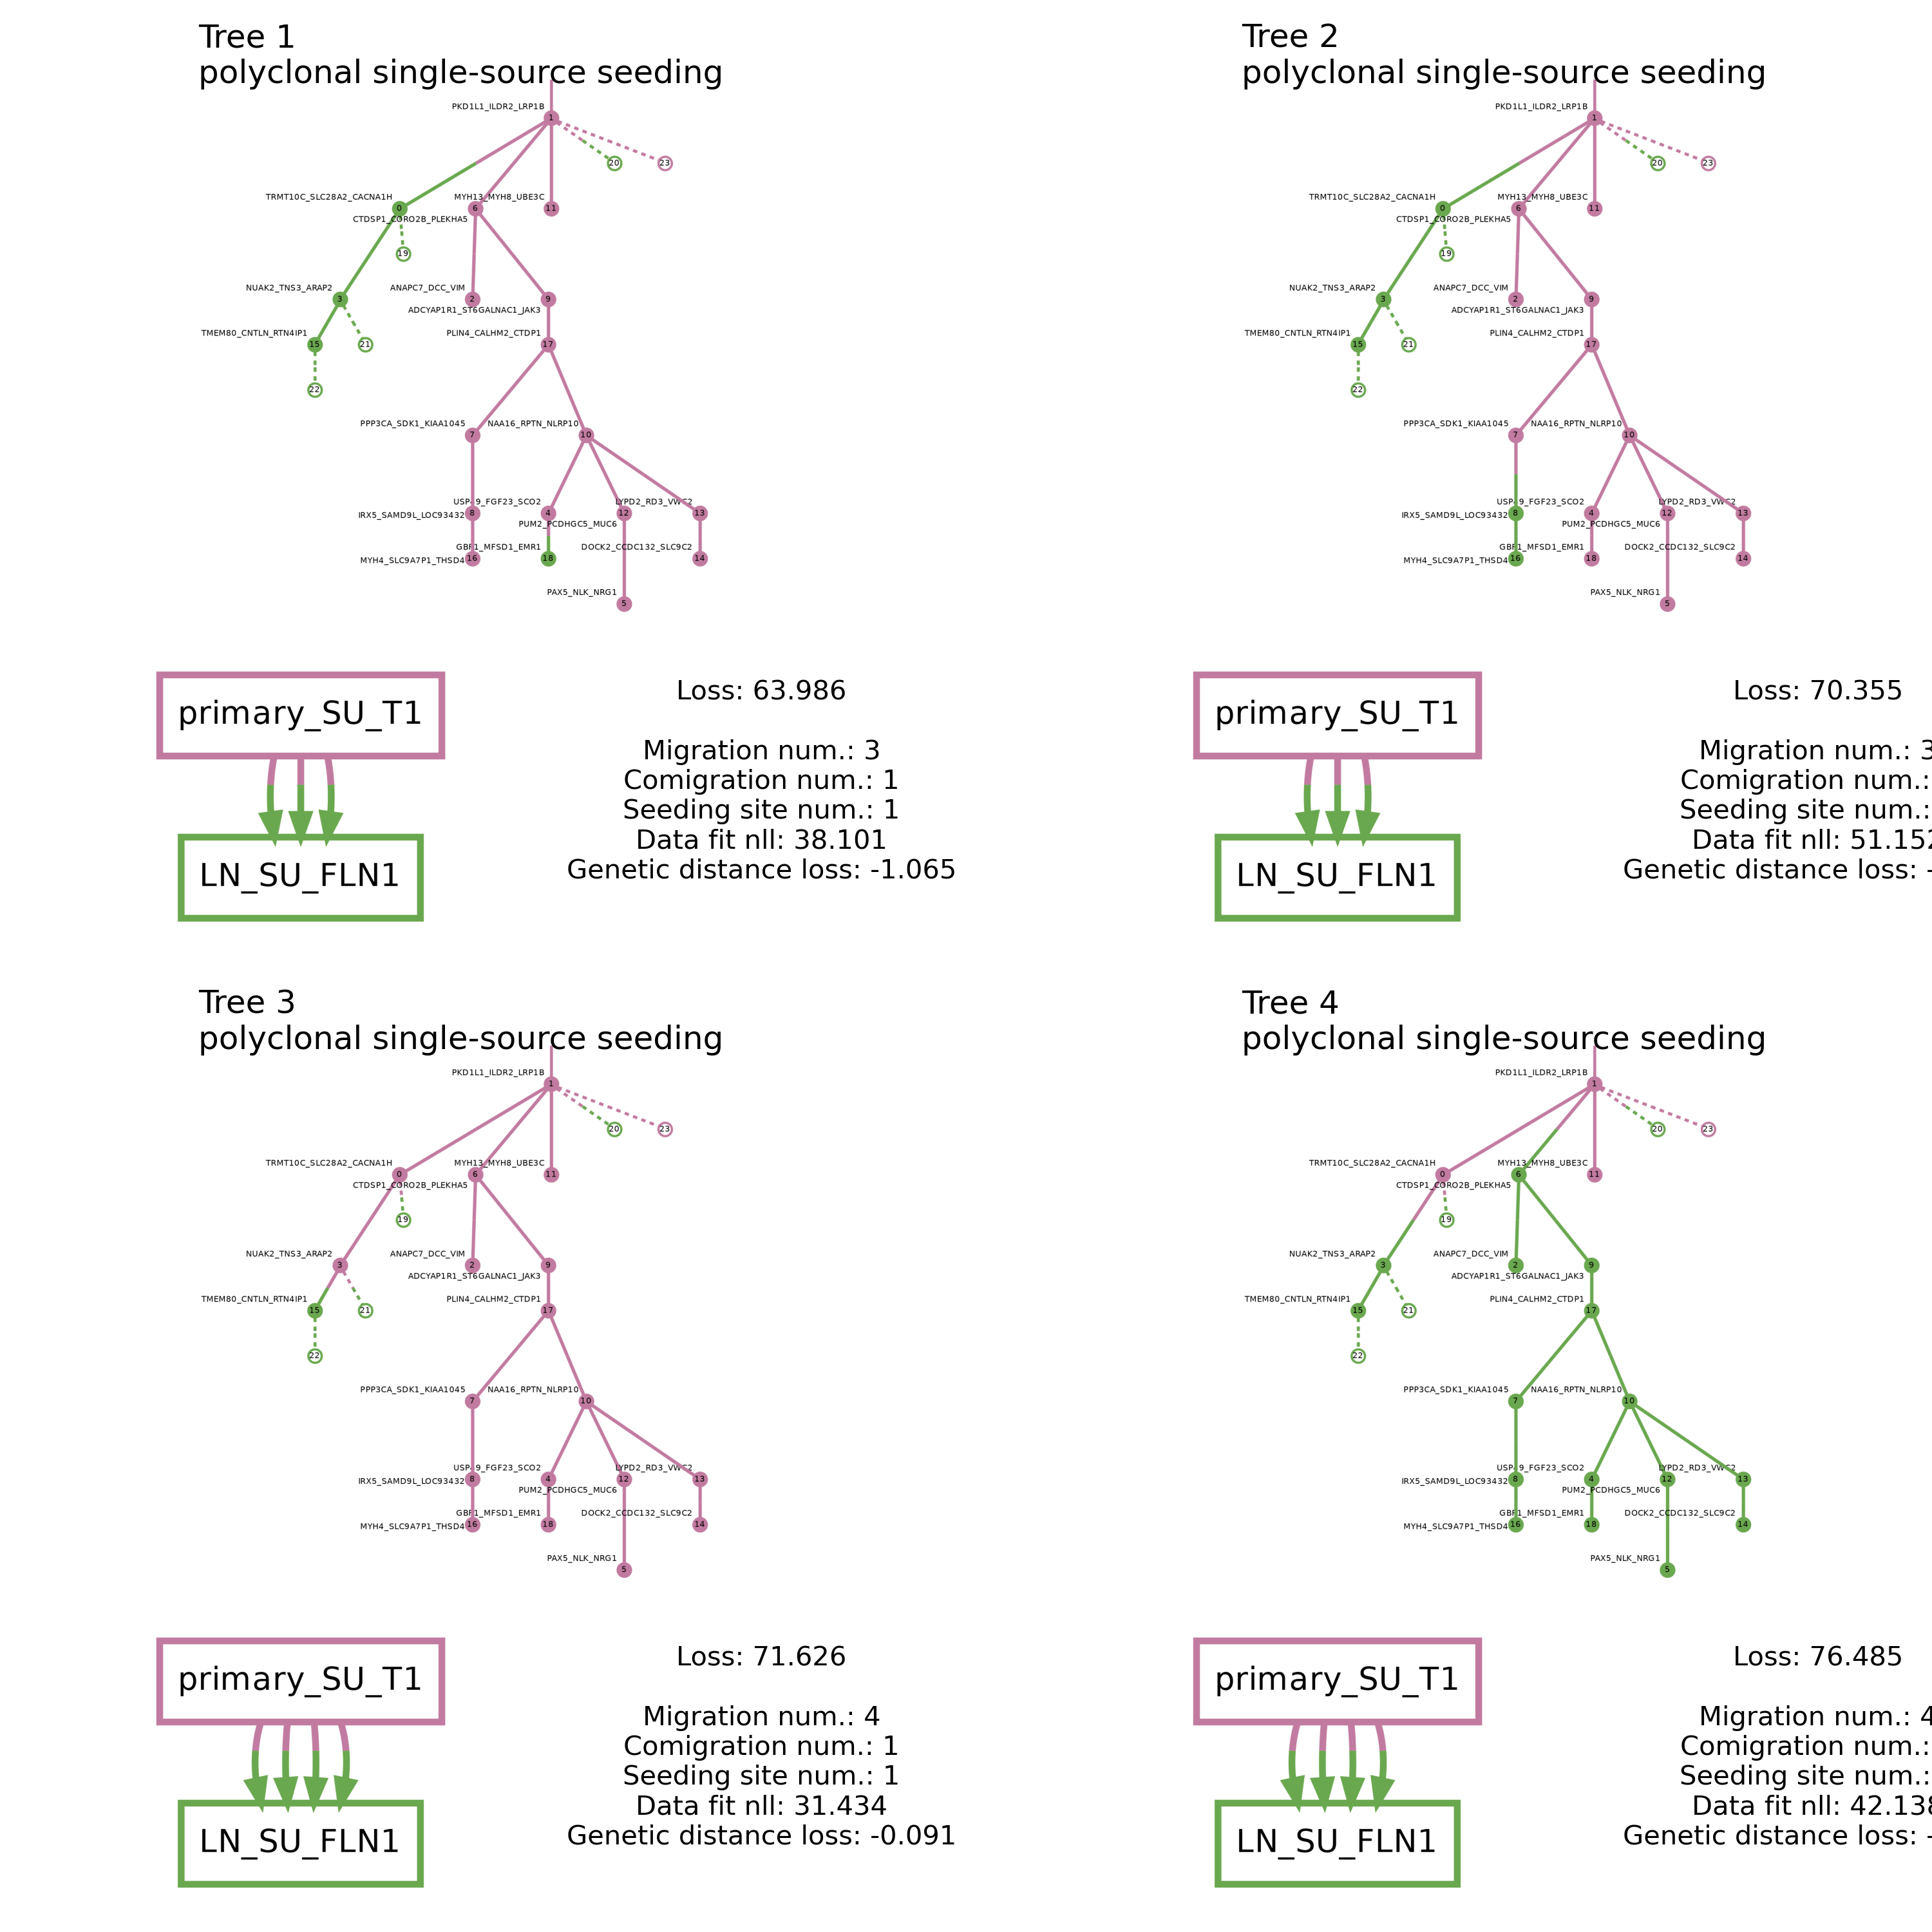 Tree 1
polyclonal single-source seeding
PKD1L1_ILDR2_LRP1B
1
20
23
TRMT10C_SLC28A2_CACNA1H
MYH13_MYH8_UBE3C
0
6
11
CTDSP1_CORO2B_PLEKHA5
19
NUAK2_TNS3_ARAP2
ANAPC7_DCC_VIM
3
2
9
ADCYAP1R1_ST6GALNAC1_JAK3
TMEM80_CNTLN_RTN4IP1
PLIN4_CALHM2_CTDP1
15
21
17
22
PPP3CA_SDK1_KIAA1045
NAA16_RPTN_NLRP10
7
10
USP49_FGF23_SCO2
LYPD2_RD3_VWC2
IRX5_SAMD9L_LOC93432
8
4
12
13
PUM2_PCDHGC5_MUC6
GBF1_MFSD1_EMR1
DOCK2_CCDC132_SLC9C2
MYH4_SLC9A7P1_THSD4
16
18
14
PAX5_NLK_NRG1
5
primary_SU_T1
LN_SU_FLN1
Loss: 63.986
Migration num.: 3
Comigration num.: 1
Seeding site num.: 1
Data fit nll: 38.101
Genetic distance loss: -1.065
Tree 2
polyclonal single-source seeding
PKD1L1_ILDR2_LRP1B
1
20
23
TRMT10C_SLC28A2_CACNA1H
MYH13_MYH8_UBE3C
0
6
11
CTDSP1_CORO2B_PLEKHA5
19
NUAK2_TNS3_ARAP2
ANAPC7_DCC_VIM
3
2
9
ADCYAP1R1_ST6GALNAC1_JAK3
TMEM80_CNTLN_RTN4IP1
PLIN4_CALHM2_CTDP1
15
21
17
22
PPP3CA_SDK1_KIAA1045
NAA16_RPTN_NLRP10
7
10
USP49_FGF23_SCO2
LYPD2_RD3_VWC2
IRX5_SAMD9L_LOC93432
8
4
12
13
PUM2_PCDHGC5_MUC6
GBF1_MFSD1_EMR1
DOCK2_CCDC132_SLC9C2
MYH4_SLC9A7P1_THSD4
16
18
14
PAX5_NLK_NRG1
5
primary_SU_T1
LN_SU_FLN1
Loss: 70.355
Migration num.: 3
Comigration num.:
Seeding site num.:
Data fit nll: 51.152
Genetic distance loss: -
Tree 3
polyclonal single-source seeding
PKD1L1_ILDR2_LRP1B
1
20
23
TRMT10C_SLC28A2_CACNA1H
MYH13_MYH8_UBE3C
0
6
11
CTDSP1_CORO2B_PLEKHA5
19
NUAK2_TNS3_ARAP2
ANAPC7_DCC_VIM
3
2
9
ADCYAP1R1_ST6GALNAC1_JAK3
TMEM80_CNTLN_RTN4IP1
PLIN4_CALHM2_CTDP1
15
21
17
22
PPP3CA_SDK1_KIAA1045
NAA16_RPTN_NLRP10
7
10
USP49_FGF23_SCO2
LYPD2_RD3_VWC2
IRX5_SAMD9L_LOC93432
8
4
12
13
PUM2_PCDHGC5_MUC6
GBF1_MFSD1_EMR1
DOCK2_CCDC132_SLC9C2
MYH4_SLC9A7P1_THSD4
16
18
14
PAX5_NLK_NRG1
5
primary_SU_T1
LN_SU_FLN1
Loss: 71.626
Migration num.: 4
Comigration num.: 1
Seeding site num.: 1
Data fit nll: 31.434
Genetic distance loss: -0.091
Tree 4
polyclonal single-source seeding
PKD1L1_ILDR2_LRP1B
1
20
23
TRMT10C_SLC28A2_CACNA1H
MYH13_MYH8_UBE3C
0
6
11
CTDSP1_CORO2B_PLEKHA5
19
NUAK2_TNS3_ARAP2
ANAPC7_DCC_VIM
3
2
9
ADCYAP1R1_ST6GALNAC1_JAK3
TMEM80_CNTLN_RTN4IP1
PLIN4_CALHM2_CTDP1
15
21
17
22
PPP3CA_SDK1_KIAA1045
NAA16_RPTN_NLRP10
7
10
USP49_FGF23_SCO2
LYPD2_RD3_VWC2
IRX5_SAMD9L_LOC93432
8
4
12
13
PUM2_PCDHGC5_MUC6
GBF1_MFSD1_EMR1
DOCK2_CCDC132_SLC9C2
MYH4_SLC9A7P1_THSD4
16
18
14
PAX5_NLK_NRG1
5
primary_SU_T1
LN_SU_FLN1
Loss: 76.485
Migration num.: 4
Comigration num.:
Seeding site num.:
Data fit nll: 42.138
Genetic distance loss: -